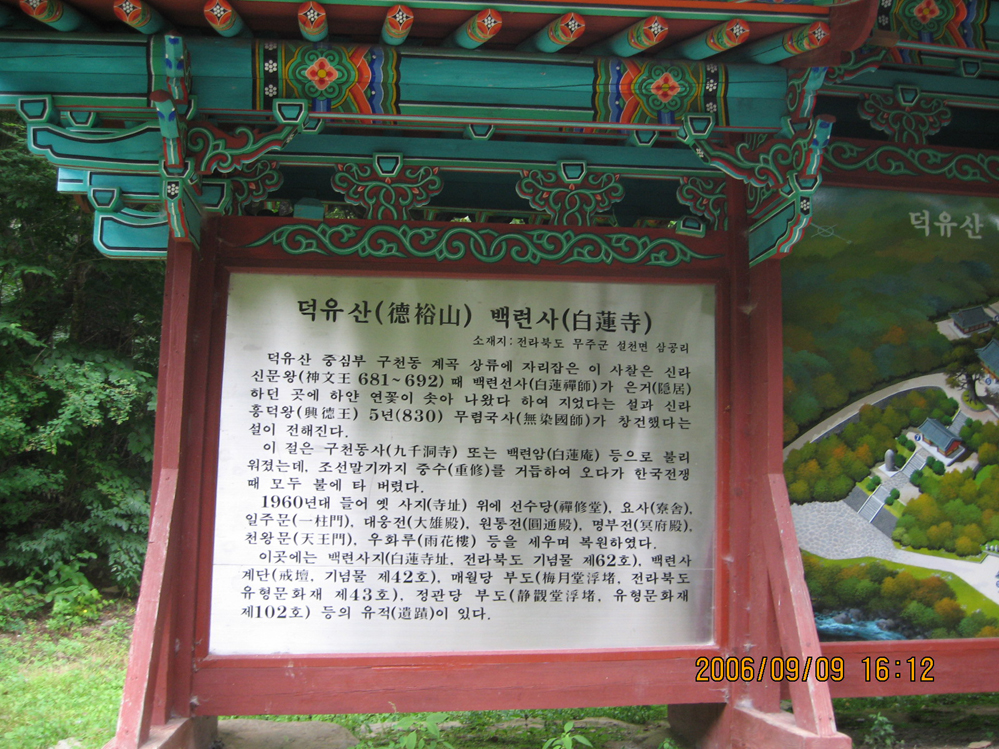 덕유산(德裕山) 백련사(白蓮寺)
소재지: 전라북도 무주군 설천면 삼공리
덕유산 중심부 구천동 계곡 상류에 자리잡은 이 사찰은 신라
신문왕(神文王 681~692) 때 백련선사(白蓮禪師)가 은거(隠居)
하던 곳에 하얀 연꽃이 솟아 나왔다 하여 지었다는 설과 신라
흥덕왕(興德王) 5년(830) 무렴국사(無染國師)가 창건했다는
설이 전해진다.
이 절은 구천동사(九千洞寺) 또는 백련암(白蓮庵) 등으로 불리
워졌는데, 조선말기까지 중수(重修)를 거듭하여 오다가 한국전쟁
때 모두 불에 타 버렸다.
1960년대 들어 옛 사지(寺址) 위에 선수당(禪修堂), 요사(寮舍),
일주문(一柱門), 대웅전(大雄殿), 원통전(圓通殿), 명부전(冥府殿),
천왕문(天王門), 우화루(雨花樓) 등을 세우며 복원하였다.
이곳에는 백련사지(白蓮寺址, 전라북도 기념물 제62호), 백련사
계단(戒壇, 기념물 제42호), 매월당 부도(梅月堂浮堵, 전라북도
유형문화재 제43호), 정관당 부도(静觀堂浮堵, 유형문화재
제102호) 등의 유적(遺蹟)이 있다.
덕유산
2006/09/09 16:12